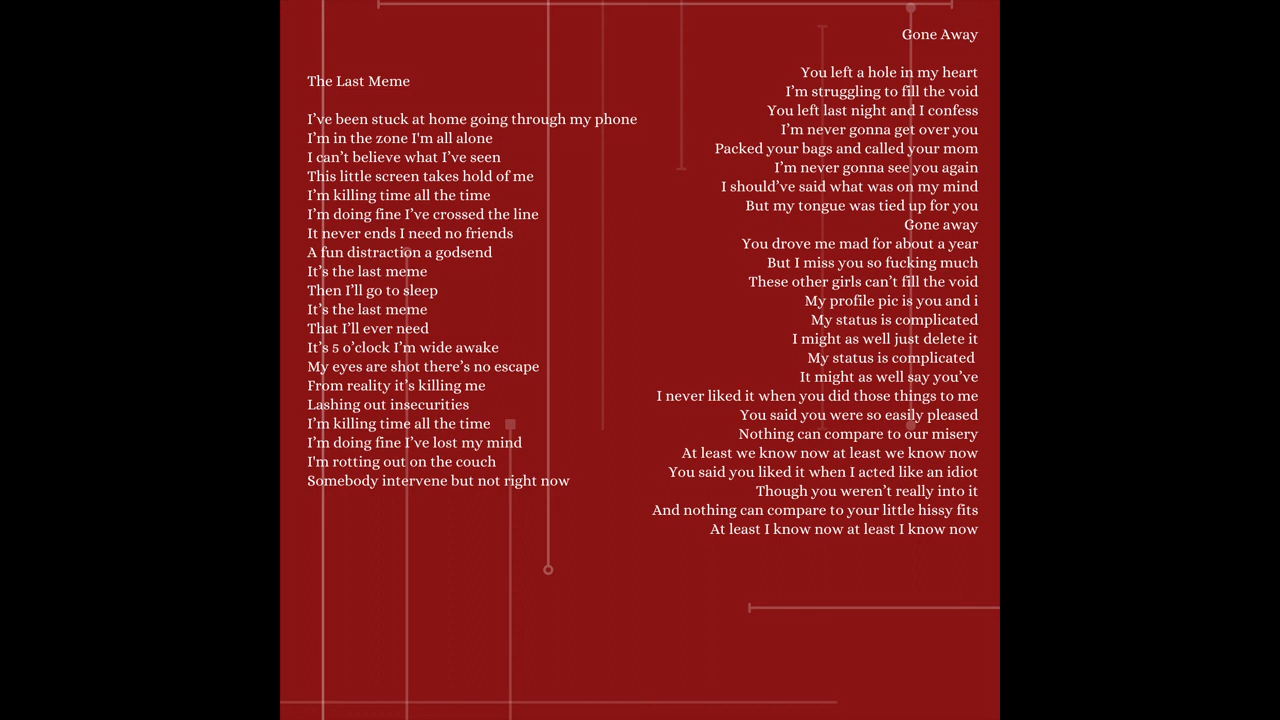 The Last Meme
I’ve been stuck at home going through my phone
I’m in the zone I'm all alone
I can’t believe what I’ve seen
This little screen takes hold of me
I’m killing time all the time
I’m doing fine I’ve crossed the line
It never ends I need no friends
A fun distraction a godsend
It’s the last meme
Then I’ll go to sleep
It’s the last meme
That I’ll ever need
It’s 5 o’clock I’m wide awake
My eyes are shot there’s no escape
From reality it’s killing me
Lashing out insecurities
I’m killing time all the time
I’m doing fine I’ve lost my mind
I'm rotting out on the couch
Somebody intervene but not right now
Gone Away
You left a hole in my heart
I’m struggling to fill the void
You left last night and I confess
I’m never gonna get over you
Packed your bags and called your mom
I’m never gonna see you again
I should’ve said what was on my mind
But my tongue was tied up for you
Gone away
You drove me mad for about a year
But I miss you so fucking much
These other girls can’t fill the void
My profile pic is you and i
My status is complicated
I might as well just delete it
My status is complicated
It might as well say you’ve
I never liked it when you did those things to me
You said you were so easily pleased
Nothing can compare to our misery
At least we know now at least we know now
You said you liked it when I acted like an idiot
Though you weren’t really into it
And nothing can compare to your little hissy fits
At least I know now at least I know now